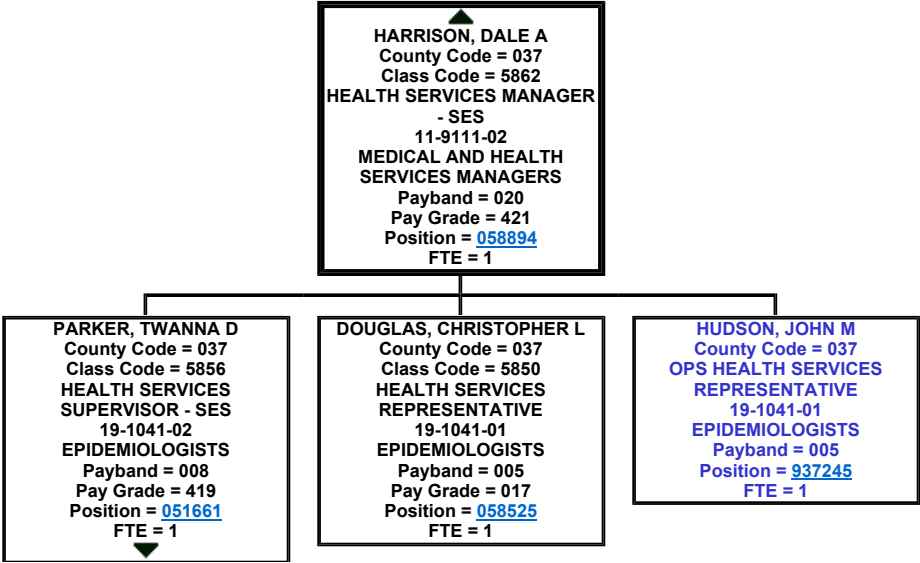 HARRISON, DALE A
County Code = 037
Class Code = 5862
HEALTH SERVICES MANAGER
- SES
11-9111-02
MEDICAL AND HEALTH
SERVICES MANAGERS
Payband = 020
Pay Grade = 421
Position = 058894
FTE = 1
PARKER, TWANNA D
County Code = 037
Class Code = 5856
HEALTH SERVICES
SUPERVISOR - SES
19-1041-02
EPIDEMIOLOGISTS
Payband = 008
Pay Grade = 419
Position = 051661
FTE = 1
DOUGLAS, CHRISTOPHER L
County Code = 037
Class Code = 5850
HEALTH SERVICES
REPRESENTATIVE
19-1041-01
EPIDEMIOLOGISTS
Payband = 005
Pay Grade = 017
Position = 058525
FTE = 1
HUDSON, JOHN M
County Code = 037
OPS HEALTH SERVICES
REPRESENTATIVE
19-1041-01
EPIDEMIOLOGISTS
Payband = 005
Position = 937245
FTE = 1